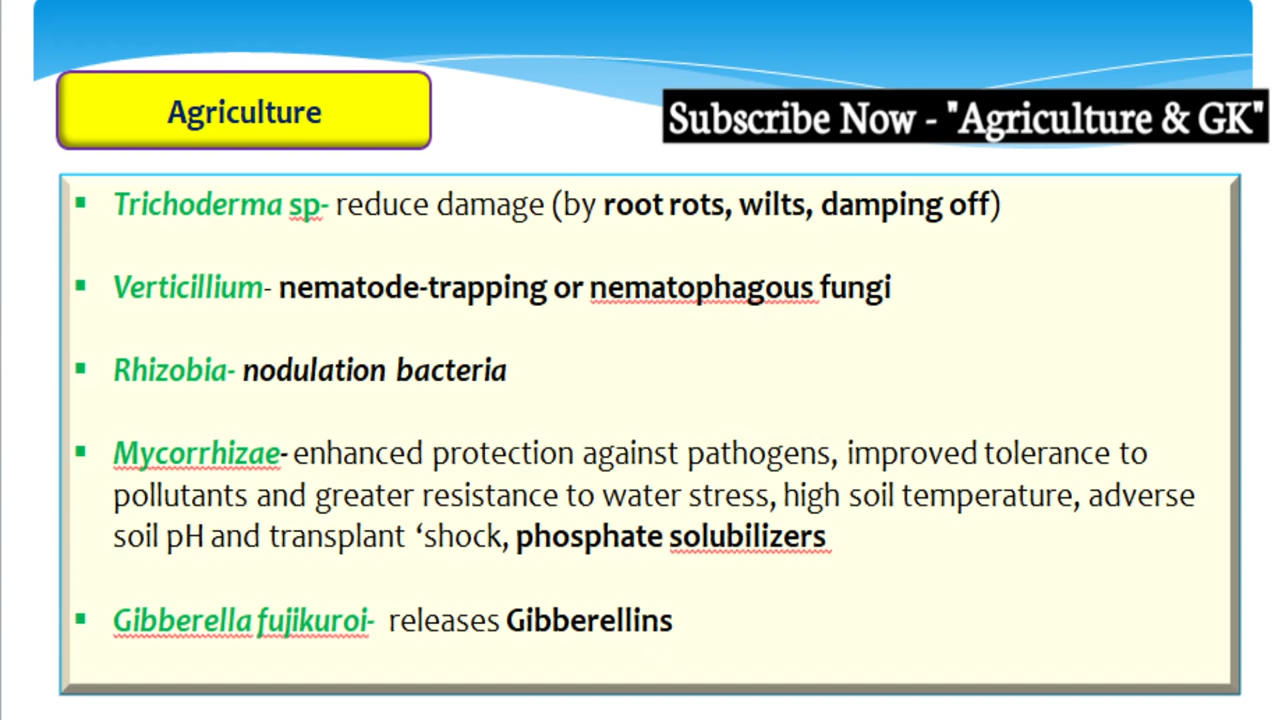 Agriculture
Subscribe Now - "Agriculture & GK"
▪ Trichoderma sp- reduce damage (by root rots, wilts, damping off)
▪ Verticillium- nematode-trapping or nematophagous fungi
▪ Rhizobia- nodulation bacteria
▪ Mycorrhizae- enhanced protection against pathogens, improved tolerance to
pollutants and greater resistance to water stress, high soil temperature, adverse
soil pH and transplant ‘shock, phosphate solubilizers
▪ Gibberella fujikuroi- releases Gibberellins